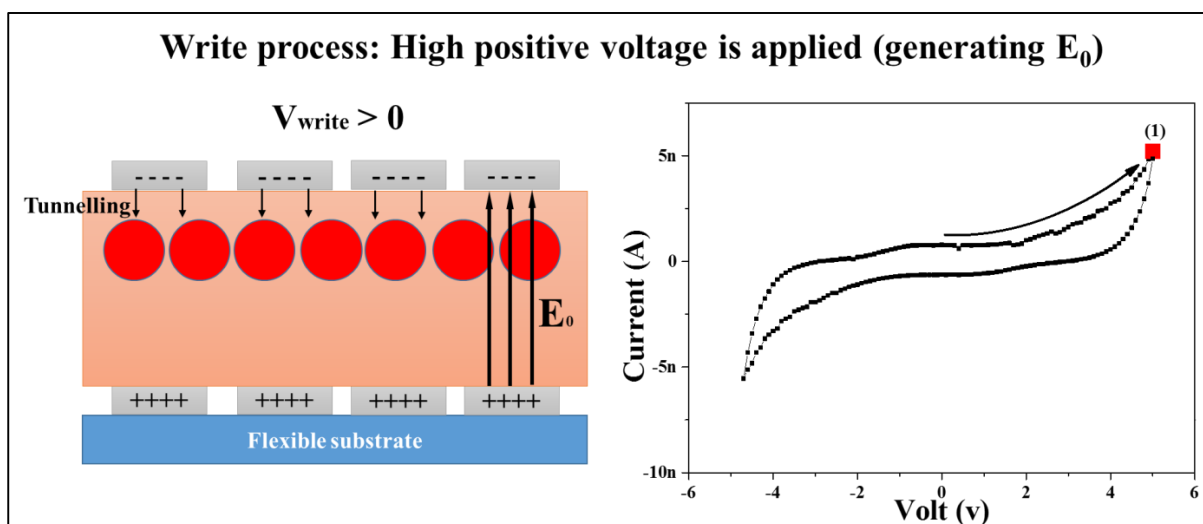 Write process: High positive voltage is applied (generating E₀)
Vwrite > 0
- - - -
- - - -
- - - -
- - - -
Tunnelling
E₀
++++
++++
++++
++++
Flexible substrate
(1)
5n
0
-5n
-10n
Current (A)
-6
-4
-2
0
2
4
6
Volt (v)